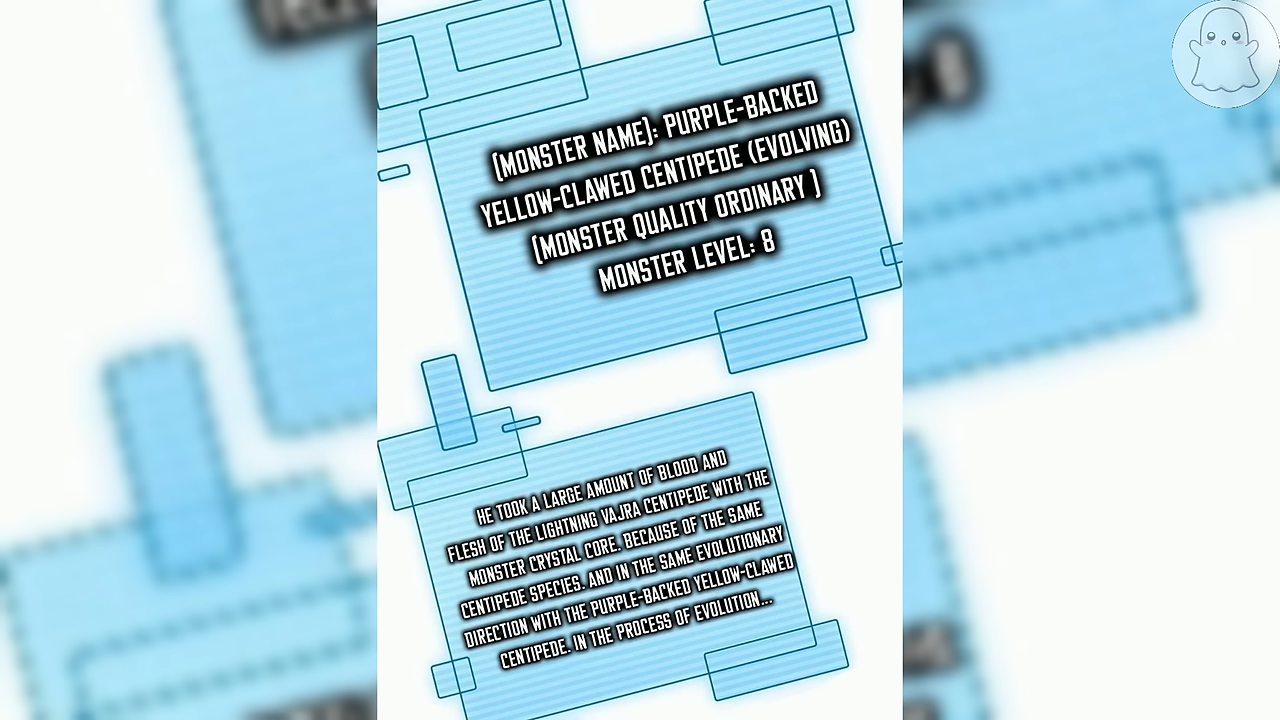 [MONSTER NAME]: PURPLE-BACKED
YELLOW-CLAWED CENTIPEDE (EVOLVING)
[MONSTER QUALITY ORDINARY ]
MONSTER LEVEL: 8
HE TOOK A LARGE AMOUNT OF BLOOD AND
FLESH OF THE LIGHTNING VAJRA CENTIPEDE WITH THE
MONSTER CRYSTAL CORE. BECAUSE OF THE SAME
CENTIPEDE SPECIES. AND IN THE SAME EVOLUTIONARY
DIRECTION WITH THE PURPLE-BACKED YELLOW-CLAWED
CENTIPEDE. IN THE PROCESS OF EVOLUTION...